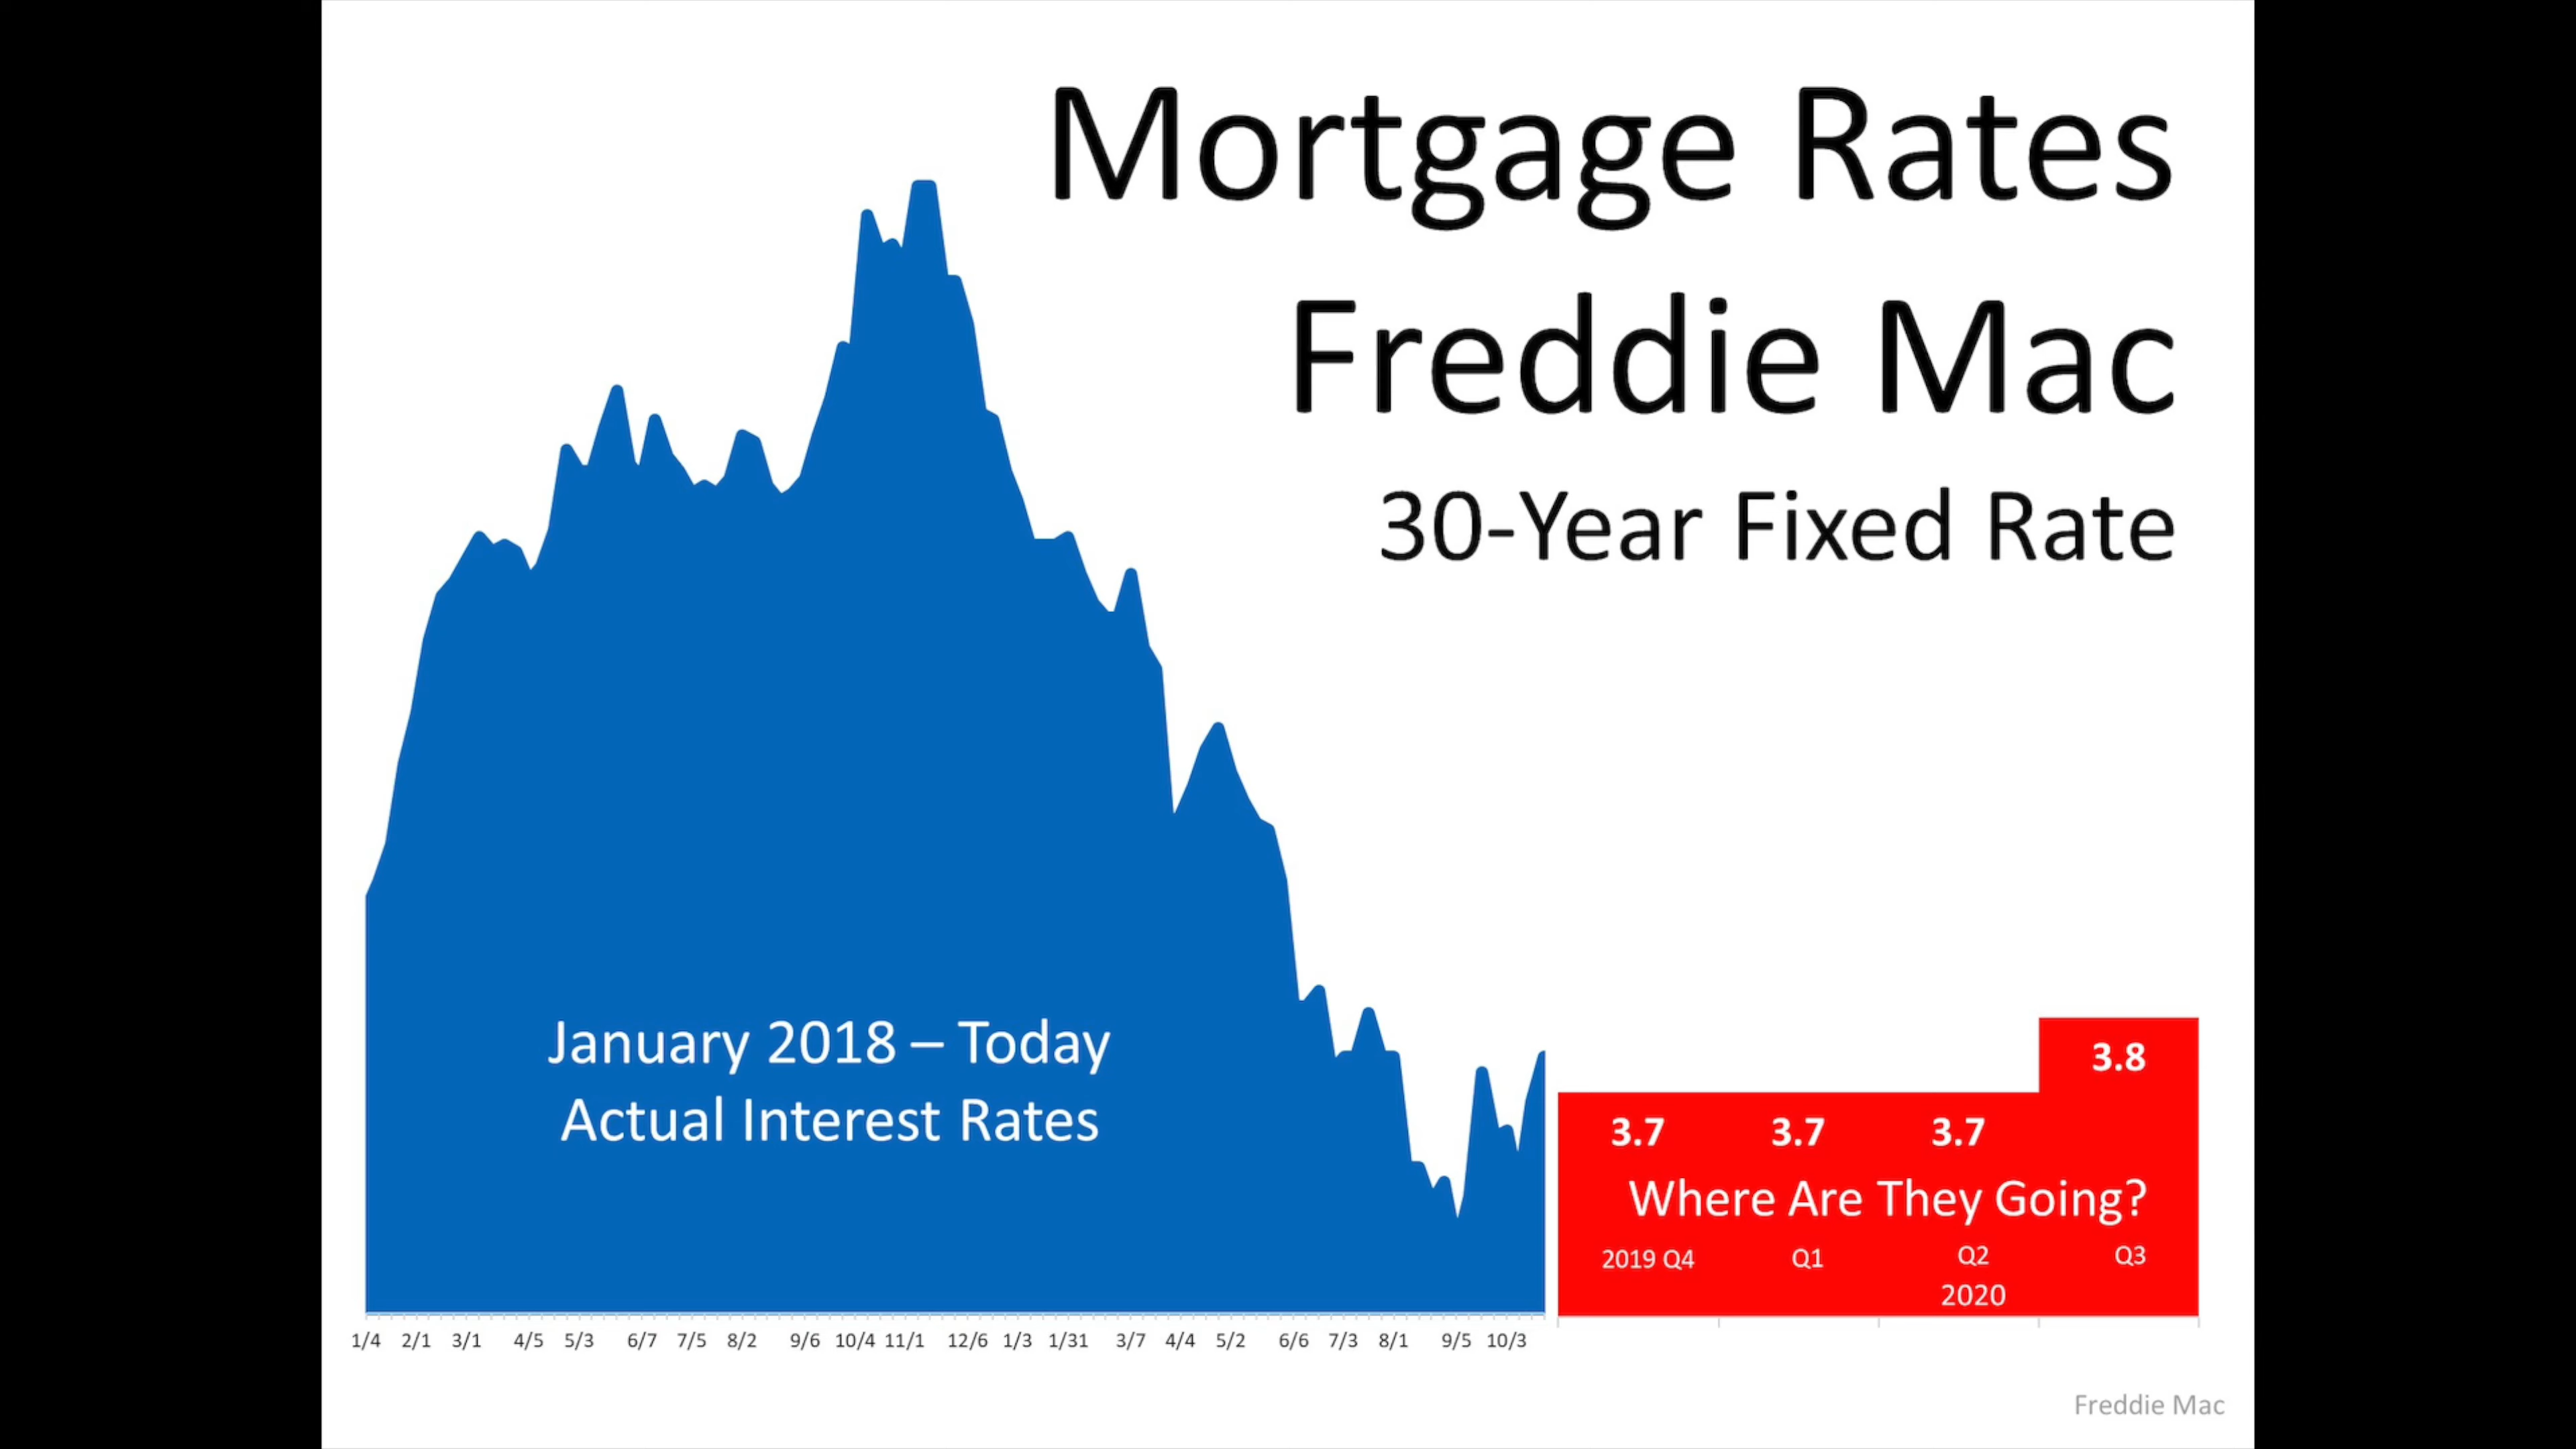 Mortgage Rates
Freddie Mac
30-Year Fixed Rate
January 2018 – Today
Actual Interest Rates
3.8
3.7 3.7 3.7
Where Are They Going?
2019 Q4 Q1 Q2 Q3
2020
1/4 2/1 3/1 4/5 5/3 6/7 7/5 8/2 9/6 10/4 11/1 12/6 1/3 1/31 3/7 4/4 5/2 6/6 7/3 8/1 9/5 10/3
Freddie Mac